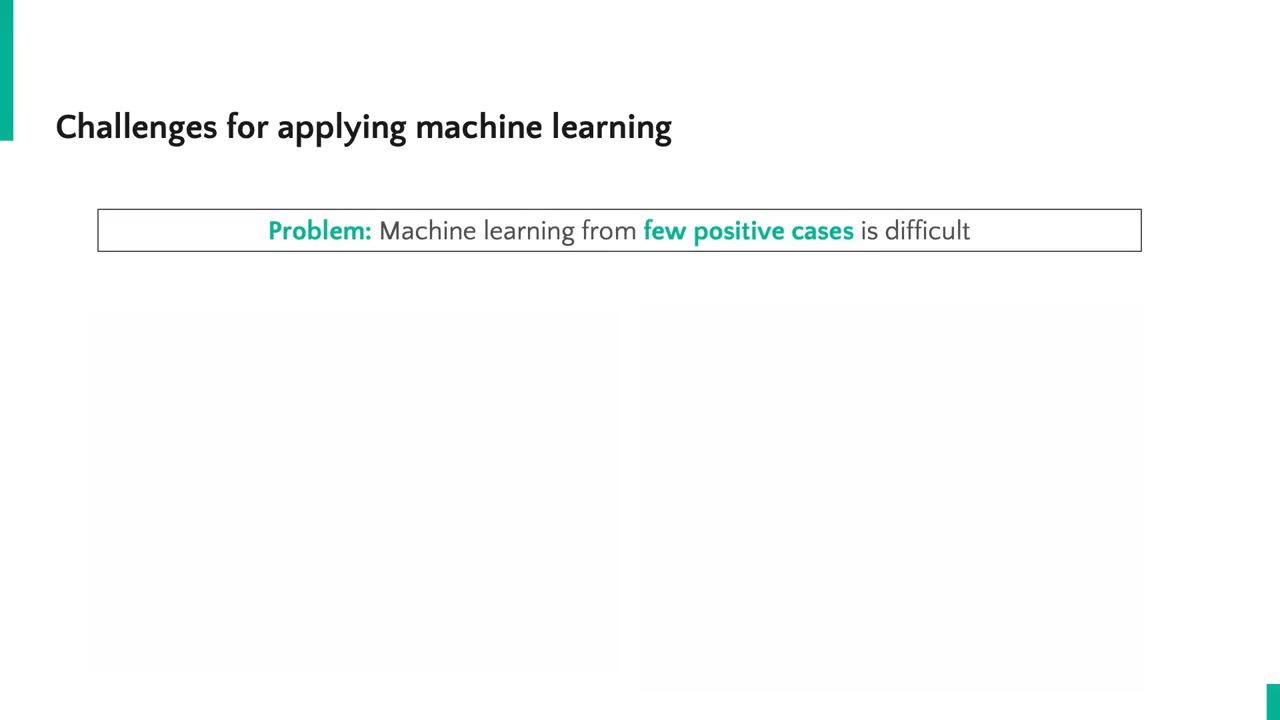 Challenges for applying machine learning
Problem: Machine learning from few positive cases is difficult